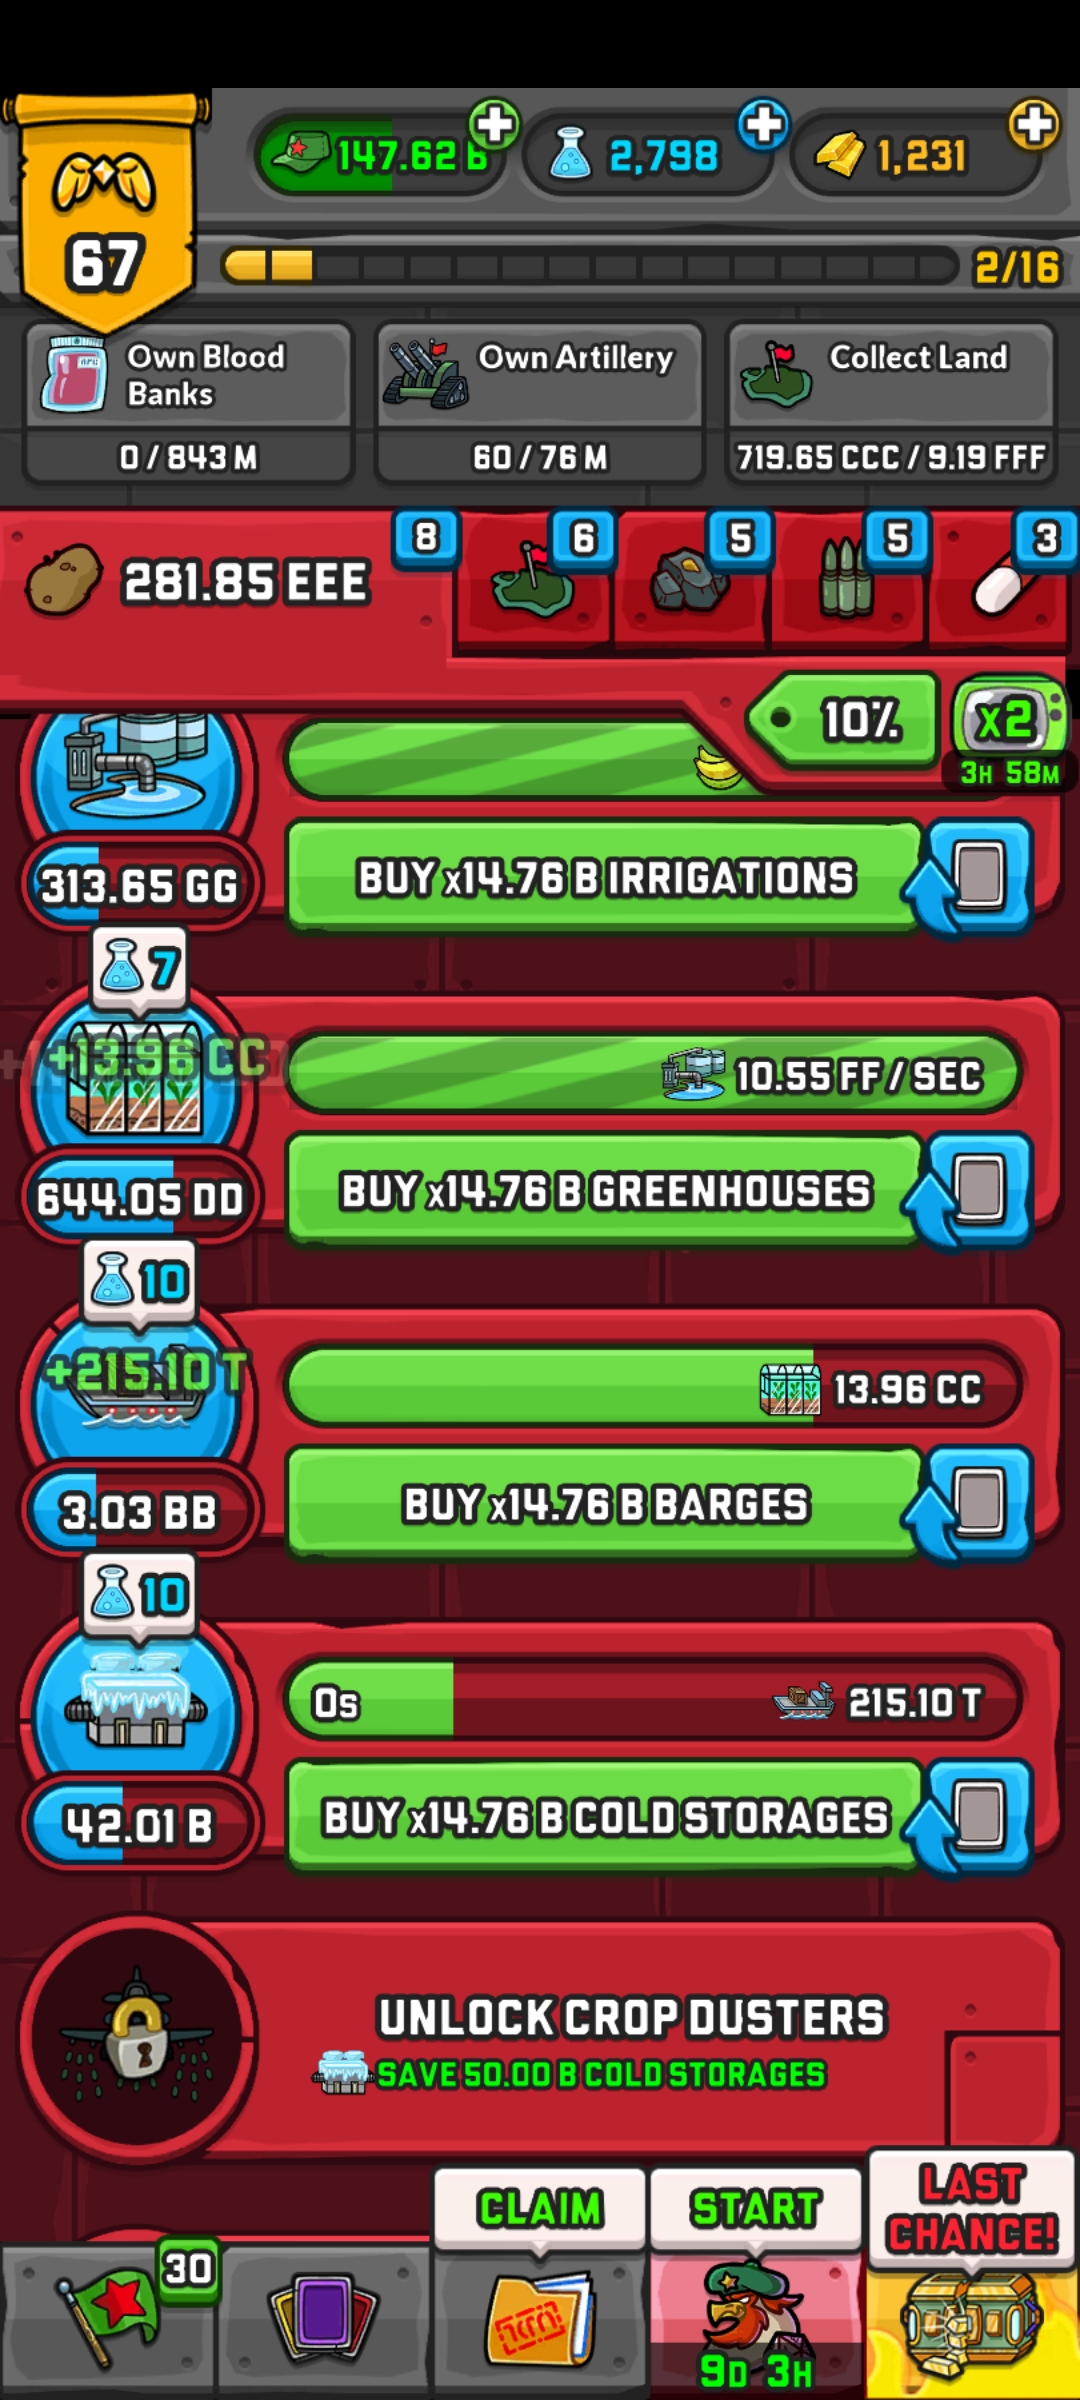 147.62 B
2,798
1,231
67
2/16
Own Blood
Banks
0 / 843 M
Own Artillery
60 / 76 M
Collect Land
719.65 CCC / 9.19 FFF
281.85 EEE
8
6
5
5
3
10%
x2
3H 58M
313.65 GG
BUY x14.76 B IRRIGATIONS
7
+13.96 CC
10.55 FF / SEC
644.05 DD
BUY x14.76 B GREENHOUSES
10
+215.10 T
13.96 CC
3.03 BB
BUY x14.76 B BARGES
10
0s
215.10 T
42.01 B
BUY x14.76 B COLD STORAGES
UNLOCK CROP DUSTERS
SAVE 50.00 B COLD STORAGES
CLAIM
START
LAST
CHANCE!
30
9D 3H